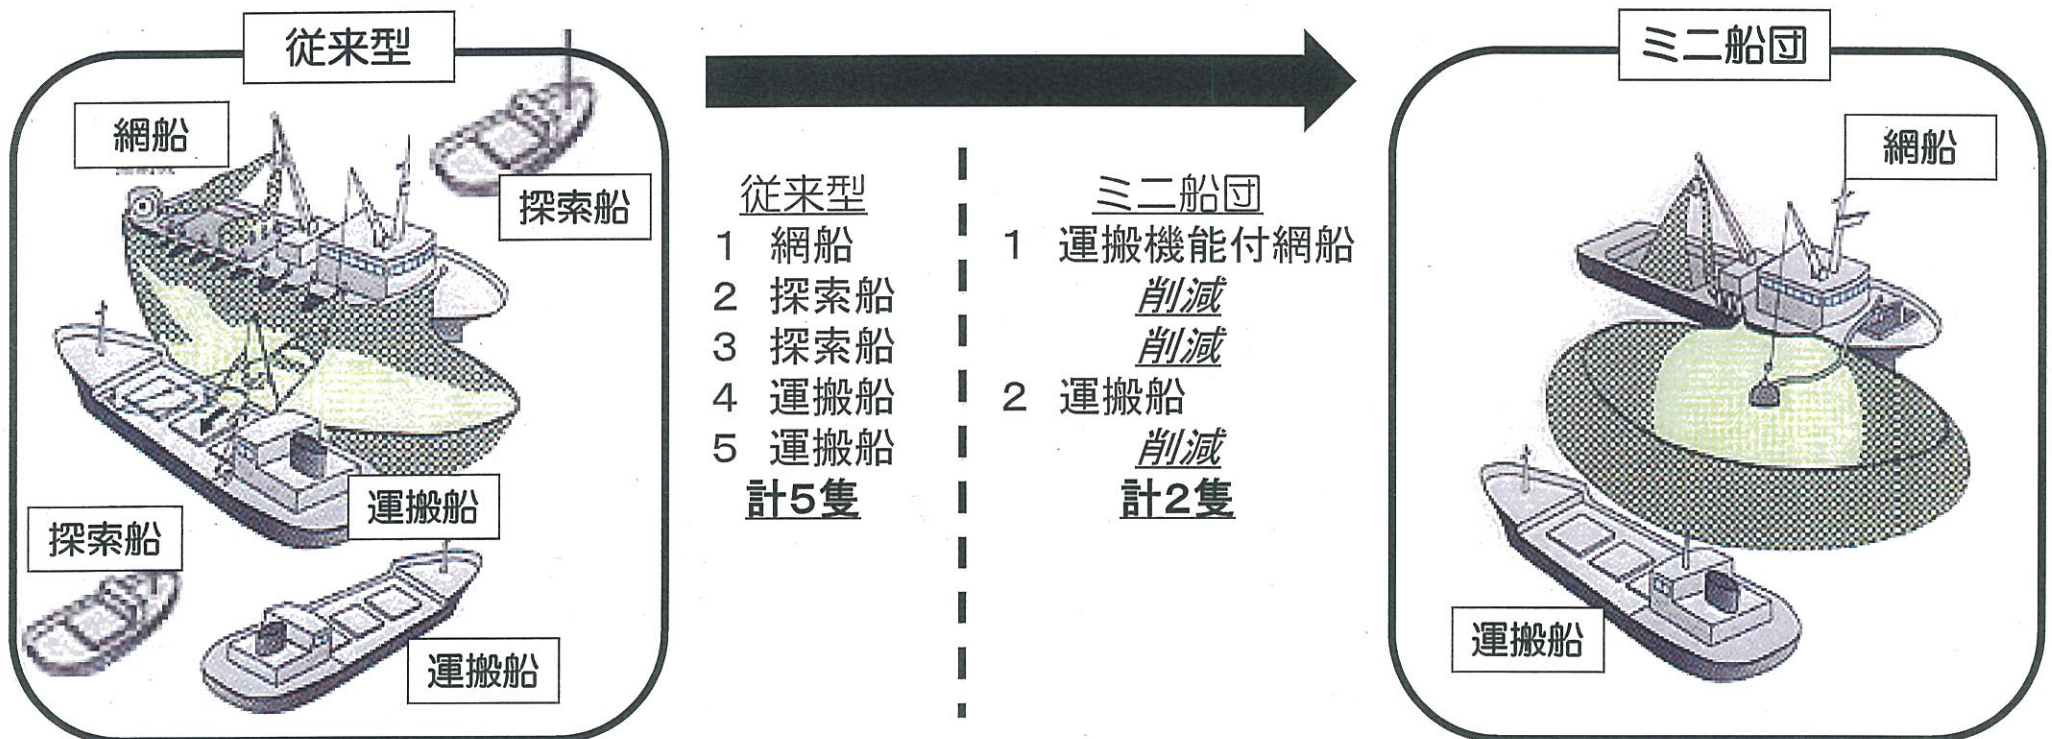 従来型
網船
探索船
運搬船
探索船
運搬船
従来型
1 網船
2 探索船
3 探索船
4 運搬船
5 運搬船
計5隻
ミニ船団
1 運搬機能付網船
削減
削減
2 運搬船
削減
計2隻
ミニ船団
網船
運搬船